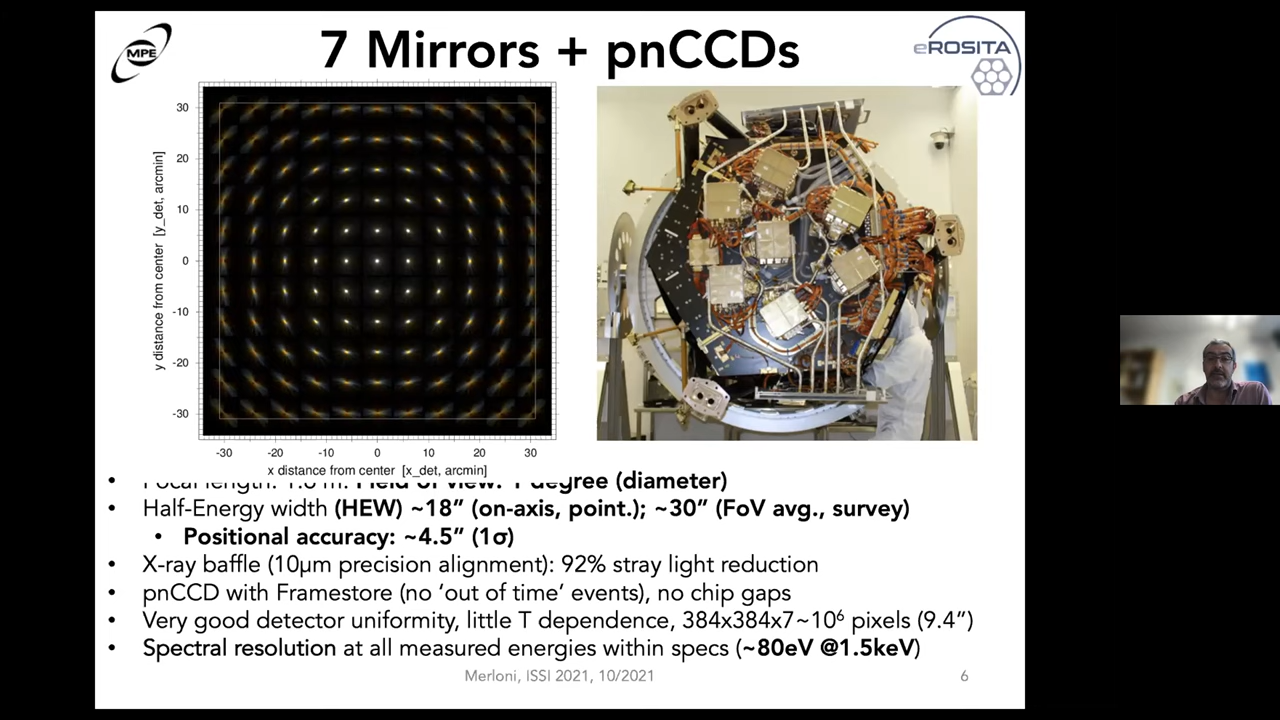 MPE
7 Mirrors + pnCCDs
eROSITA
30
20
10
0
-10
-20
-30
y distance from center [y_det, arcmin]
-30 -20 -10 0 10 20 30
x distance from center [x_det, arcmin]
• Focal length: 1.6 m. Field of view: 1 degree (diameter)
• Half-Energy width (HEW) ~18” (on-axis, point.); ~30” (FoV avg., survey)
• Positional accuracy: ~4.5” (1σ)
• X-ray baffle (10µm precision alignment): 92% stray light reduction
• pnCCD with Framestore (no ‘out of time’ events), no chip gaps
• Very good detector uniformity, little T dependence, 384x384x7~10⁶ pixels (9.4”)
• Spectral resolution at all measured energies within specs (~80eV @1.5keV)
Merloni, ISSI 2021, 10/2021
6